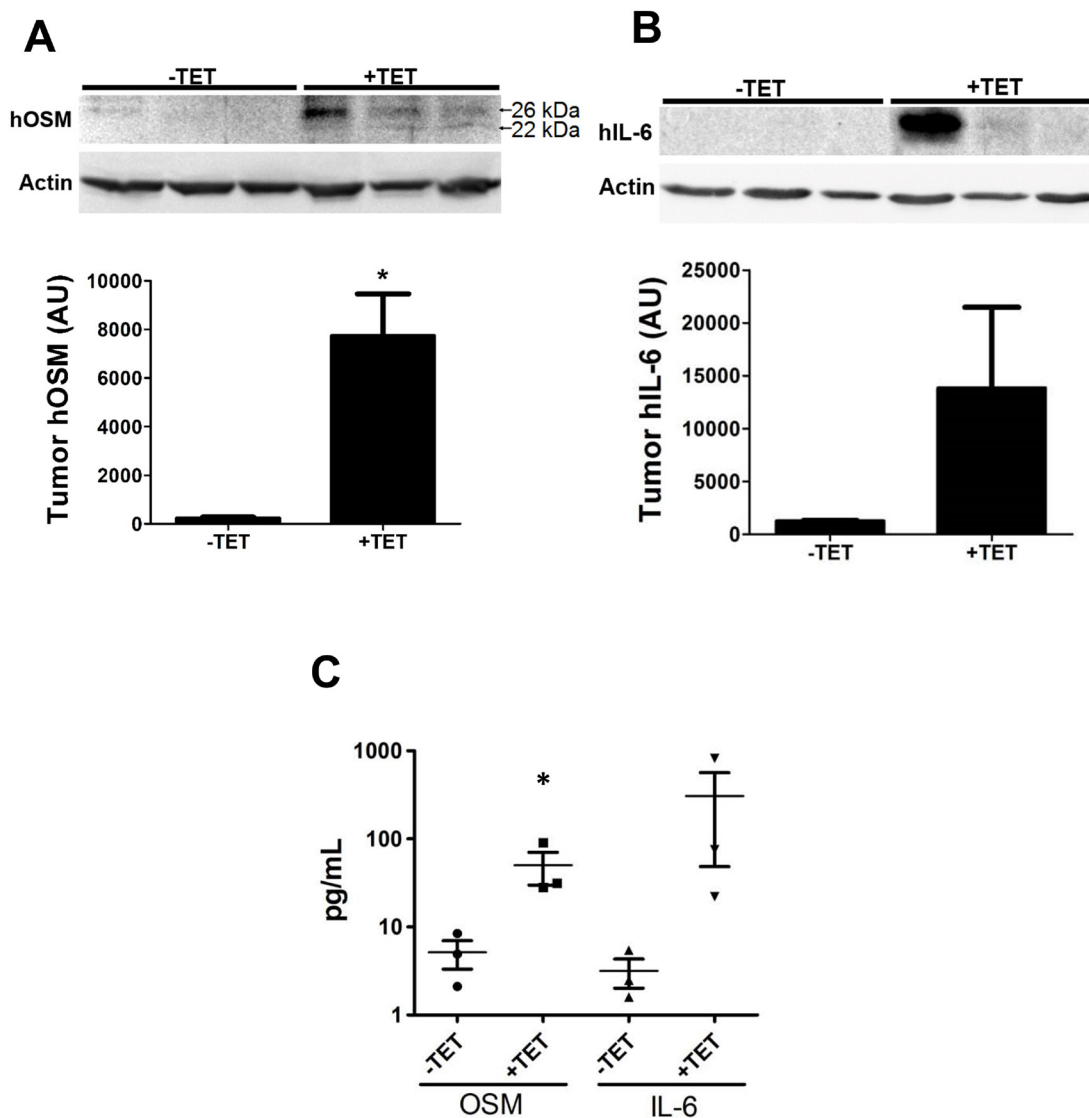 A
-TET +TET
hOSM
26 kDa
22 kDa
Actin
Tumor hOSM (AU)
10000
8000
6000
4000
2000
0
*
-TET +TET
B
-TET +TET
hIL-6
Actin
Tumor hIL-6 (AU)
25000
20000
15000
10000
5000
0
-TET +TET
C
pg/mL
1000
100
10
1
*
-TET +TET -TET +TET
OSM IL-6